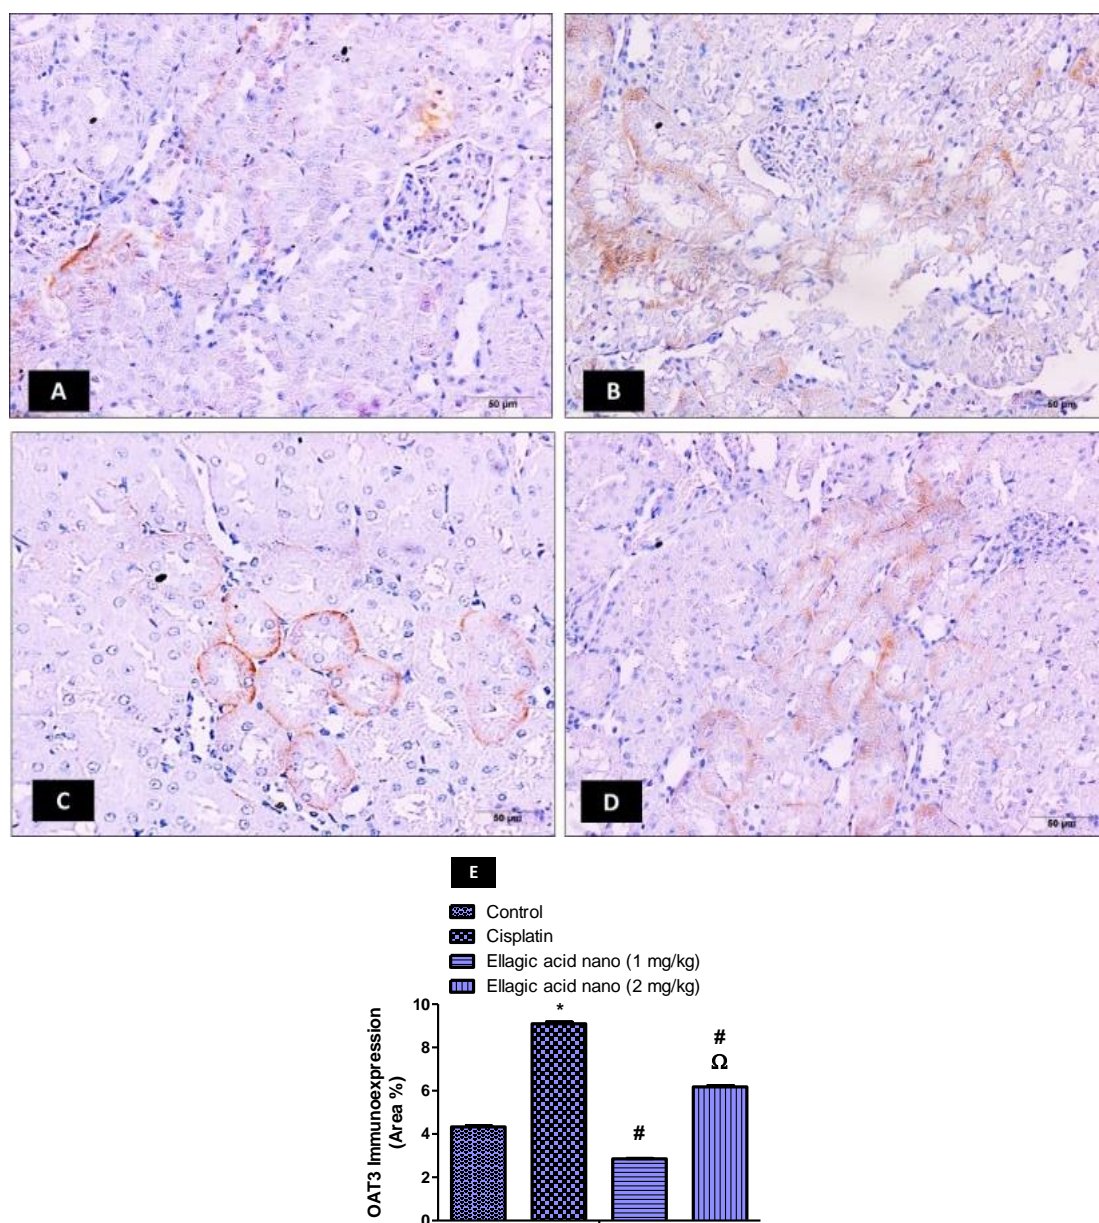 A
50 µm
B
50 µm
C
50 µm
D
50 µm
E
Control
Cisplatin
Ellagic acid nano (1 mg/kg)
Ellagic acid nano (2 mg/kg)
OAT3 Immunoexpression
(Area %)
10
8
6
4
2
0
*
#
#
Ω